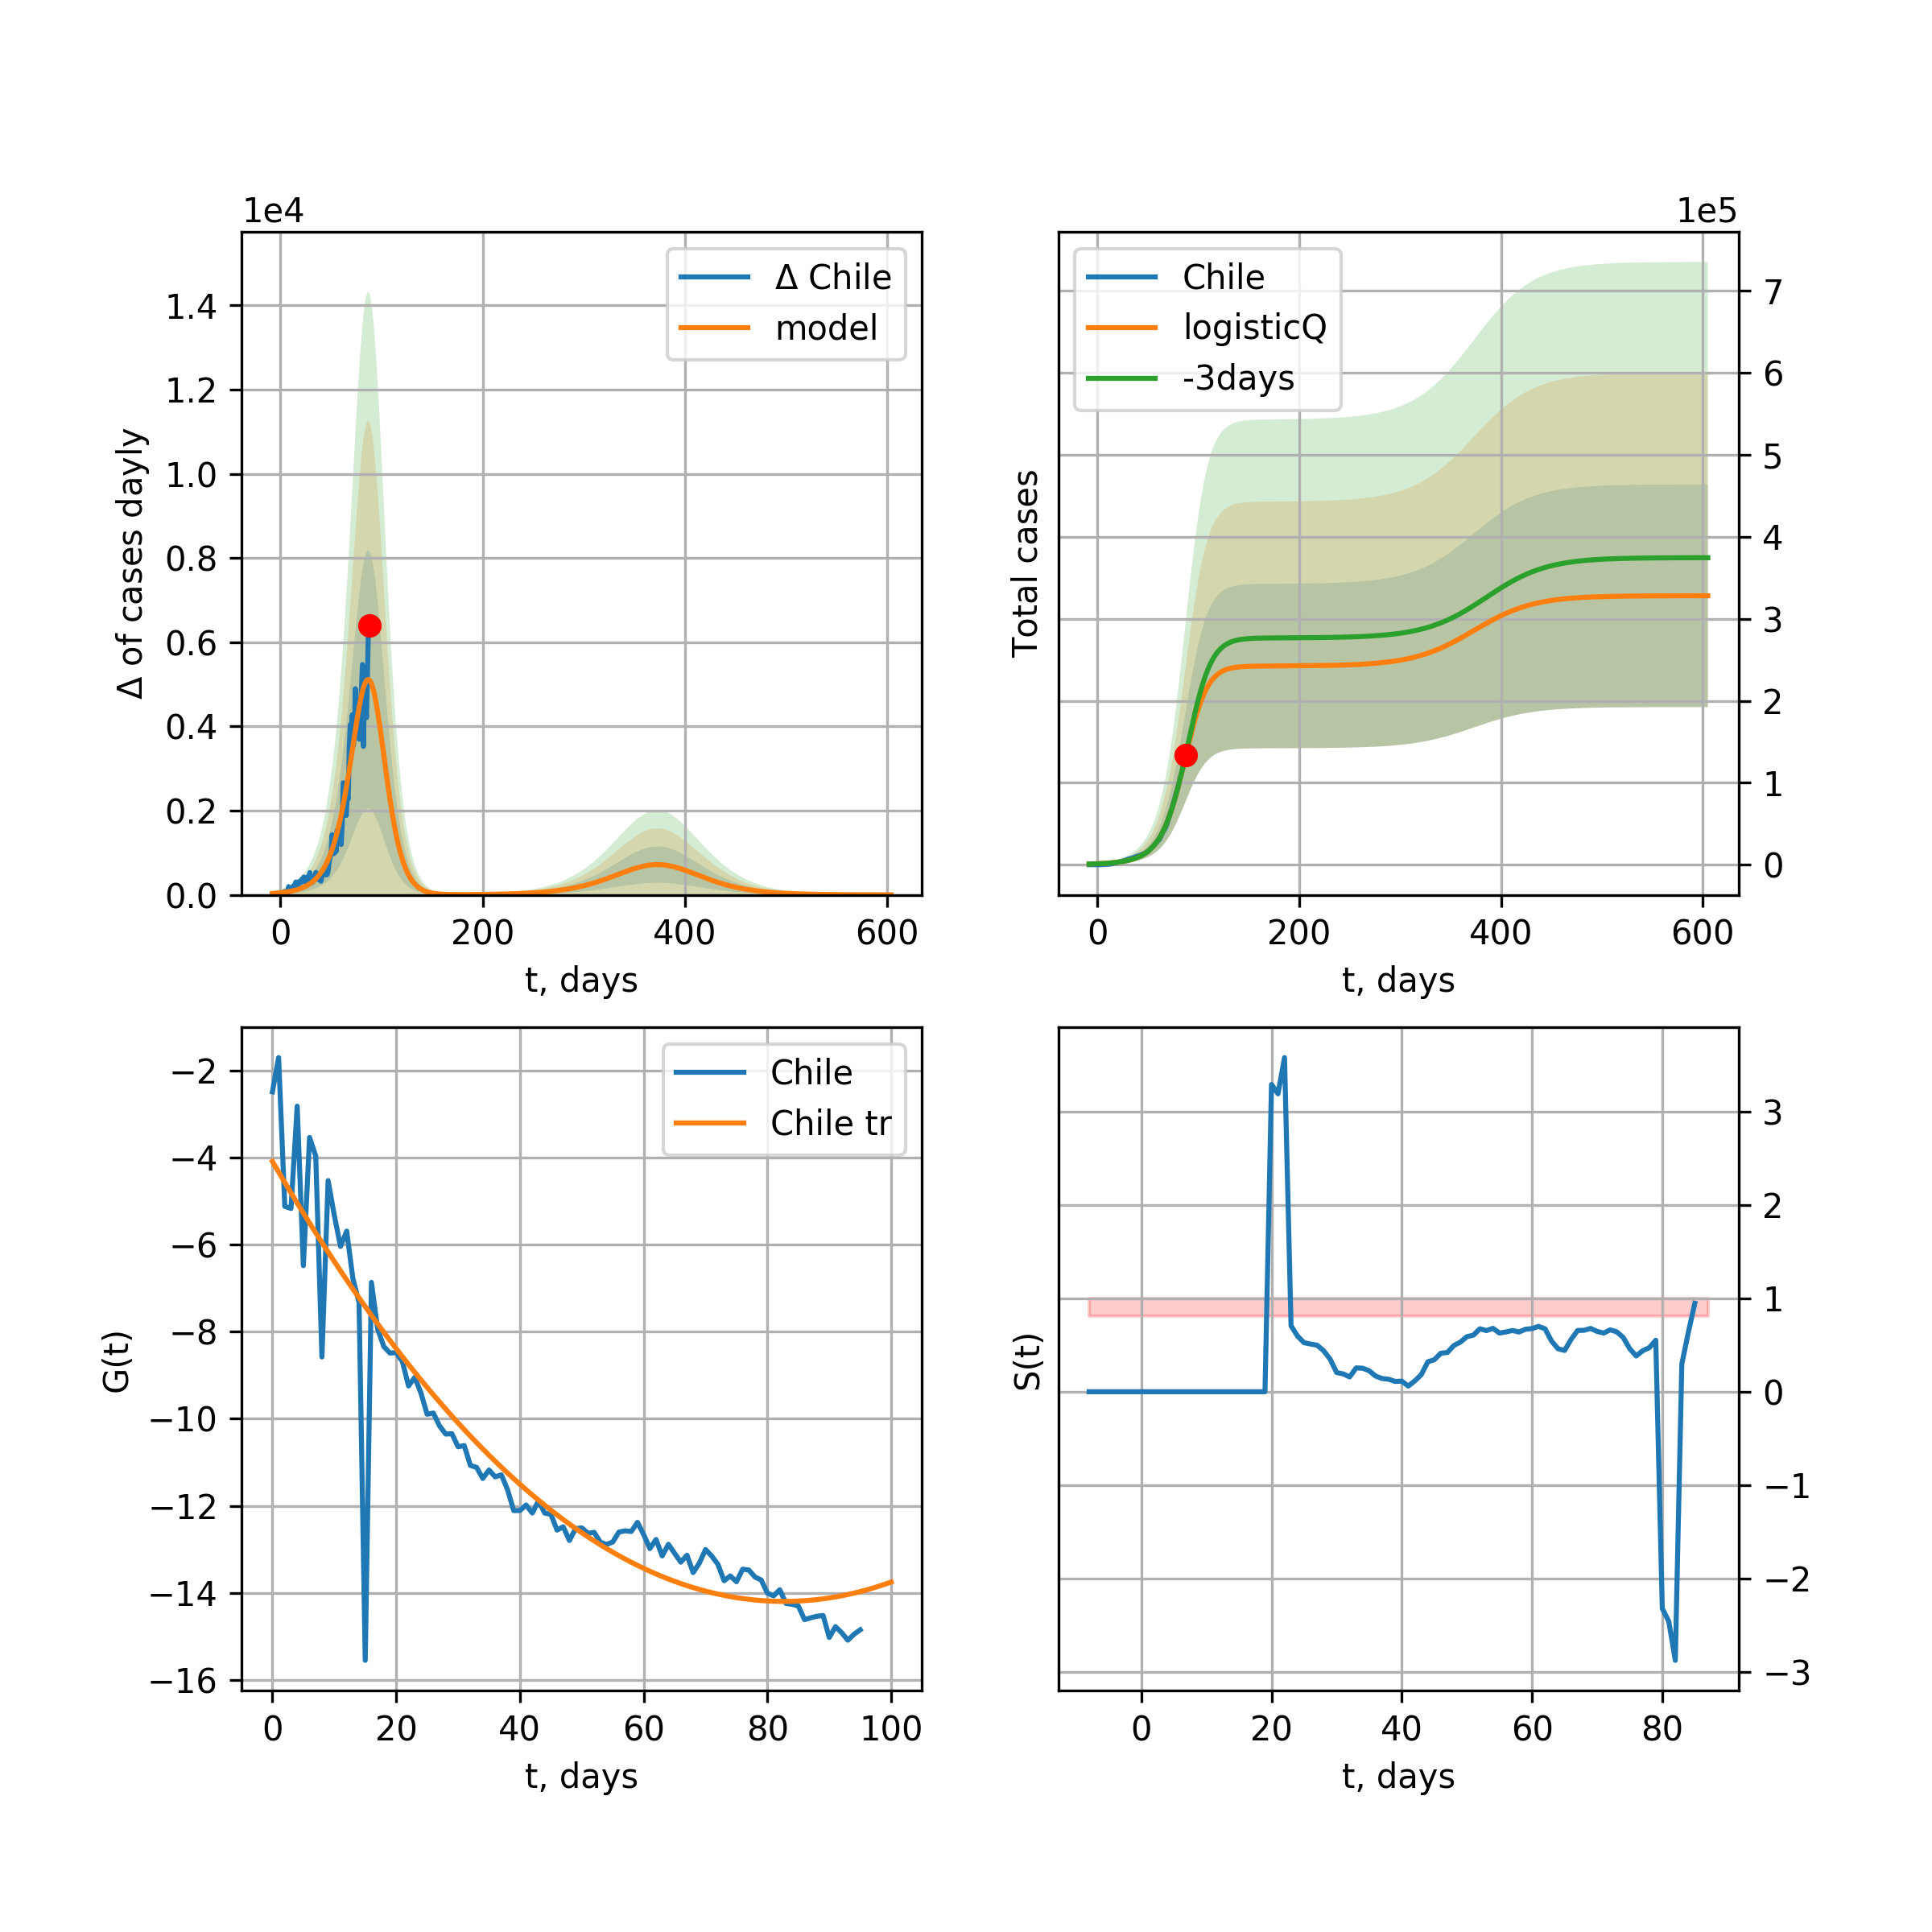 1e4
Δ of cases dayly
1.4
1.2
1.0
0.8
0.6
0.4
0.2
0.0
Δ Chile
model
0 200 400 600
t, days
1e5
Total cases
Chile
logisticQ
-3days
7
6
5
4
3
2
1
0
0 200 400 600
t, days
G(t)
−2
−4
−6
−8
−10
−12
−14
−16
Chile
Chile tr
0 20 40 60 80 100
t, days
S(t)
3
2
1
0
−1
−2
−3
0 20 40 60 80
t, days